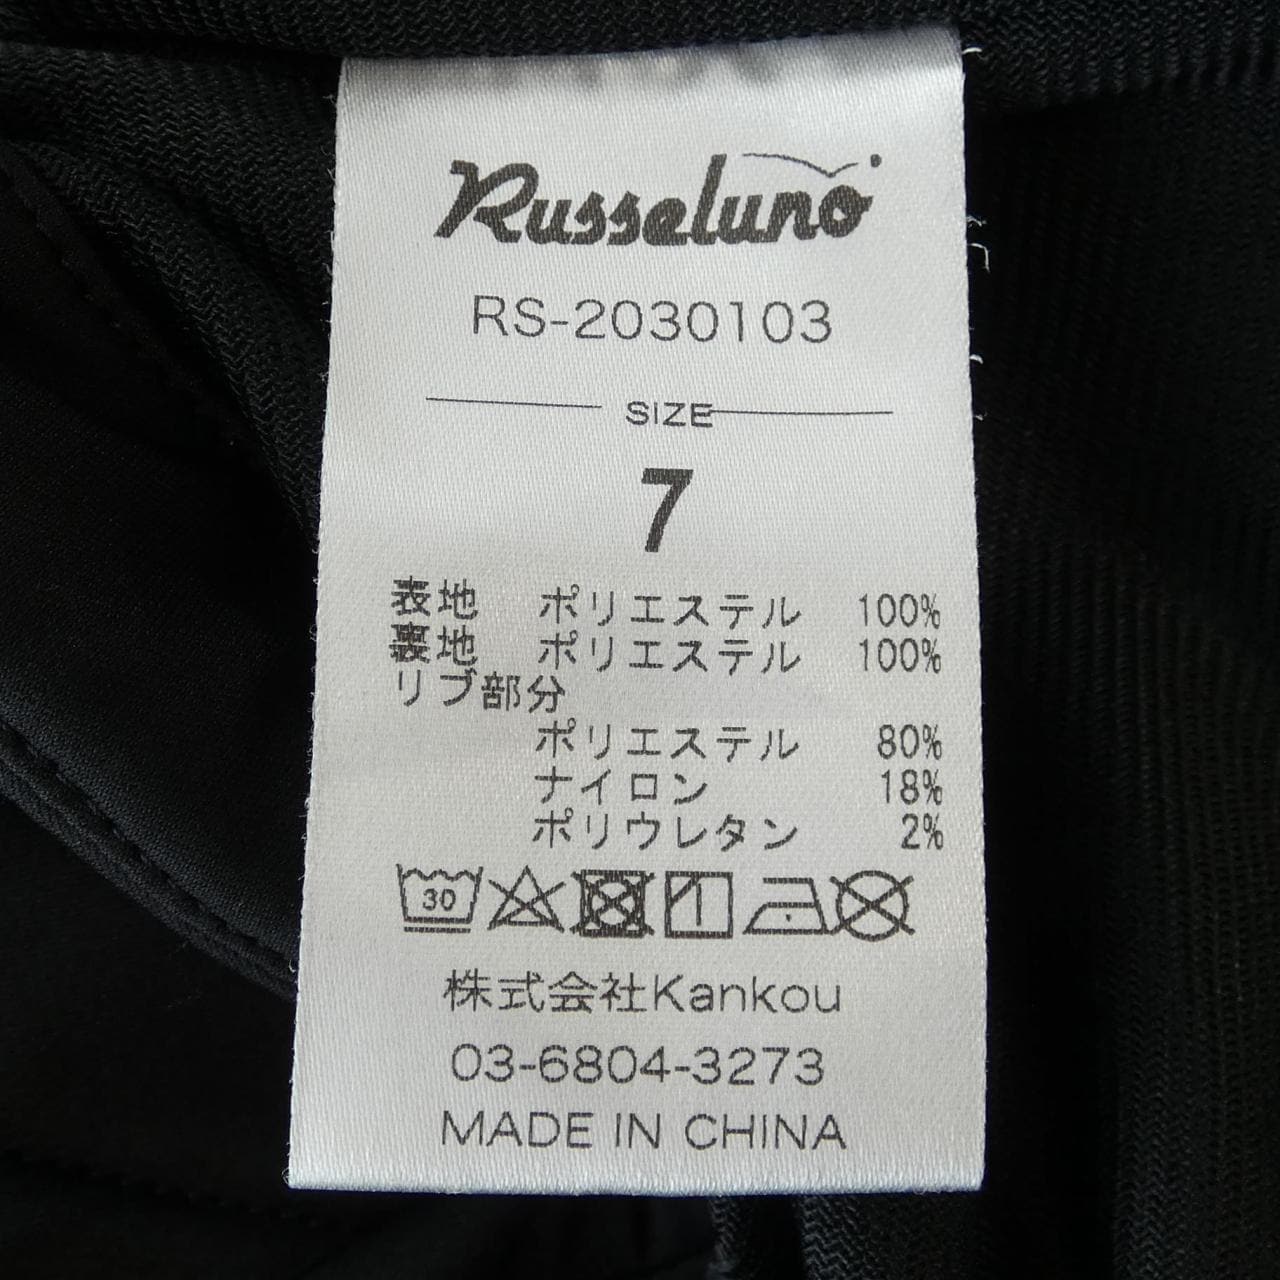 Russeluno
RS-2030103
SIZE
7
表地 ポリエステル 100%
裏地 ポリエステル 100%
リブ部分
ポリエステル 80%
ナイロン 18%
ポリウレタン 2%
30
株式会社Kankou
03-6804-3273
MADE IN CHINA